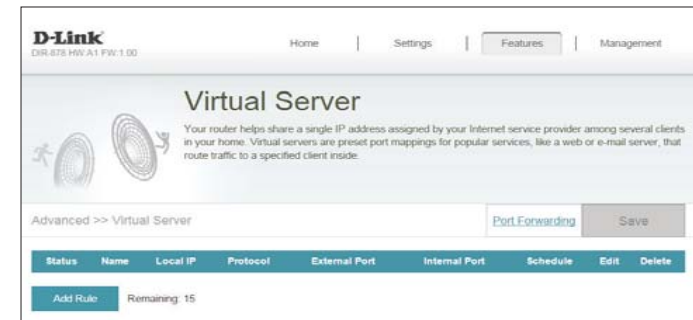 D-Link
DIR-878 HW:A1 FW:1.00
Home | Settings | Features | Management
Virtual Server
Your router helps share a single IP address assigned by your Internet service provider among several clients
in your home. Virtual servers are preset port mappings for popular services, like a web or e-mail server, that
route traffic to a specified client inside.
Advanced >> Virtual Server
Port Forwarding
Save
Status Name Local IP Protocol External Port Internal Port Schedule Edit Delete
Add Rule Remaining: 15